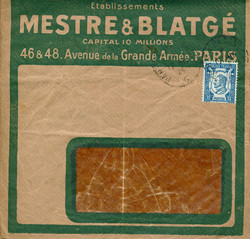 Etablissements
MESTRE & BLATGÉ
CAPITAL 10 MILLIONS
46 & 48. Avenue de la Grande Armée. PARIS